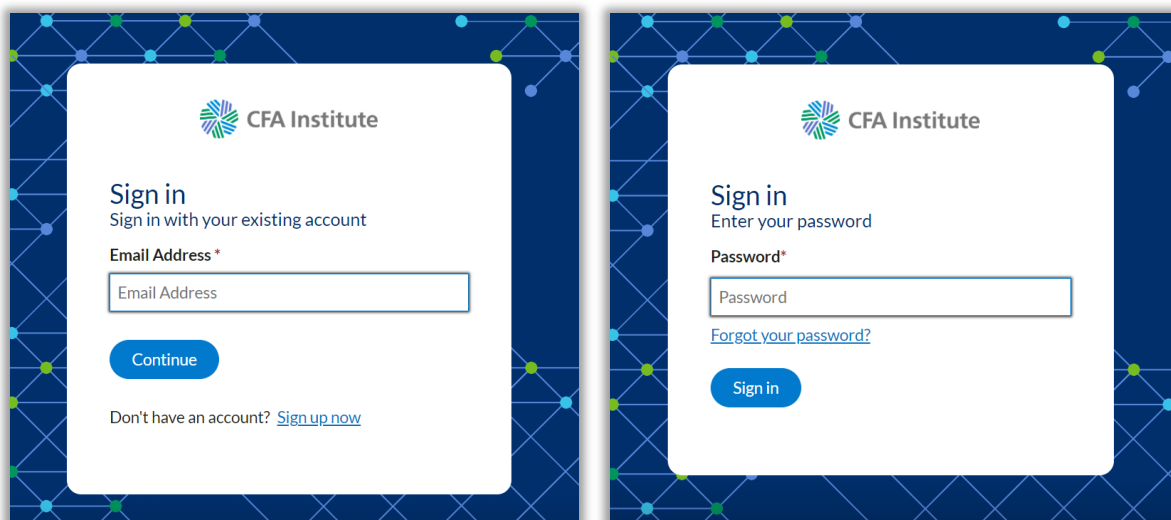 CFA Institute
Sign in
Sign in with your existing account
Email Address *
Email Address
Continue
Don't have an account? Sign up now
CFA Institute
Sign in
Enter your password
Password*
Password
Forgot your password?
Sign in